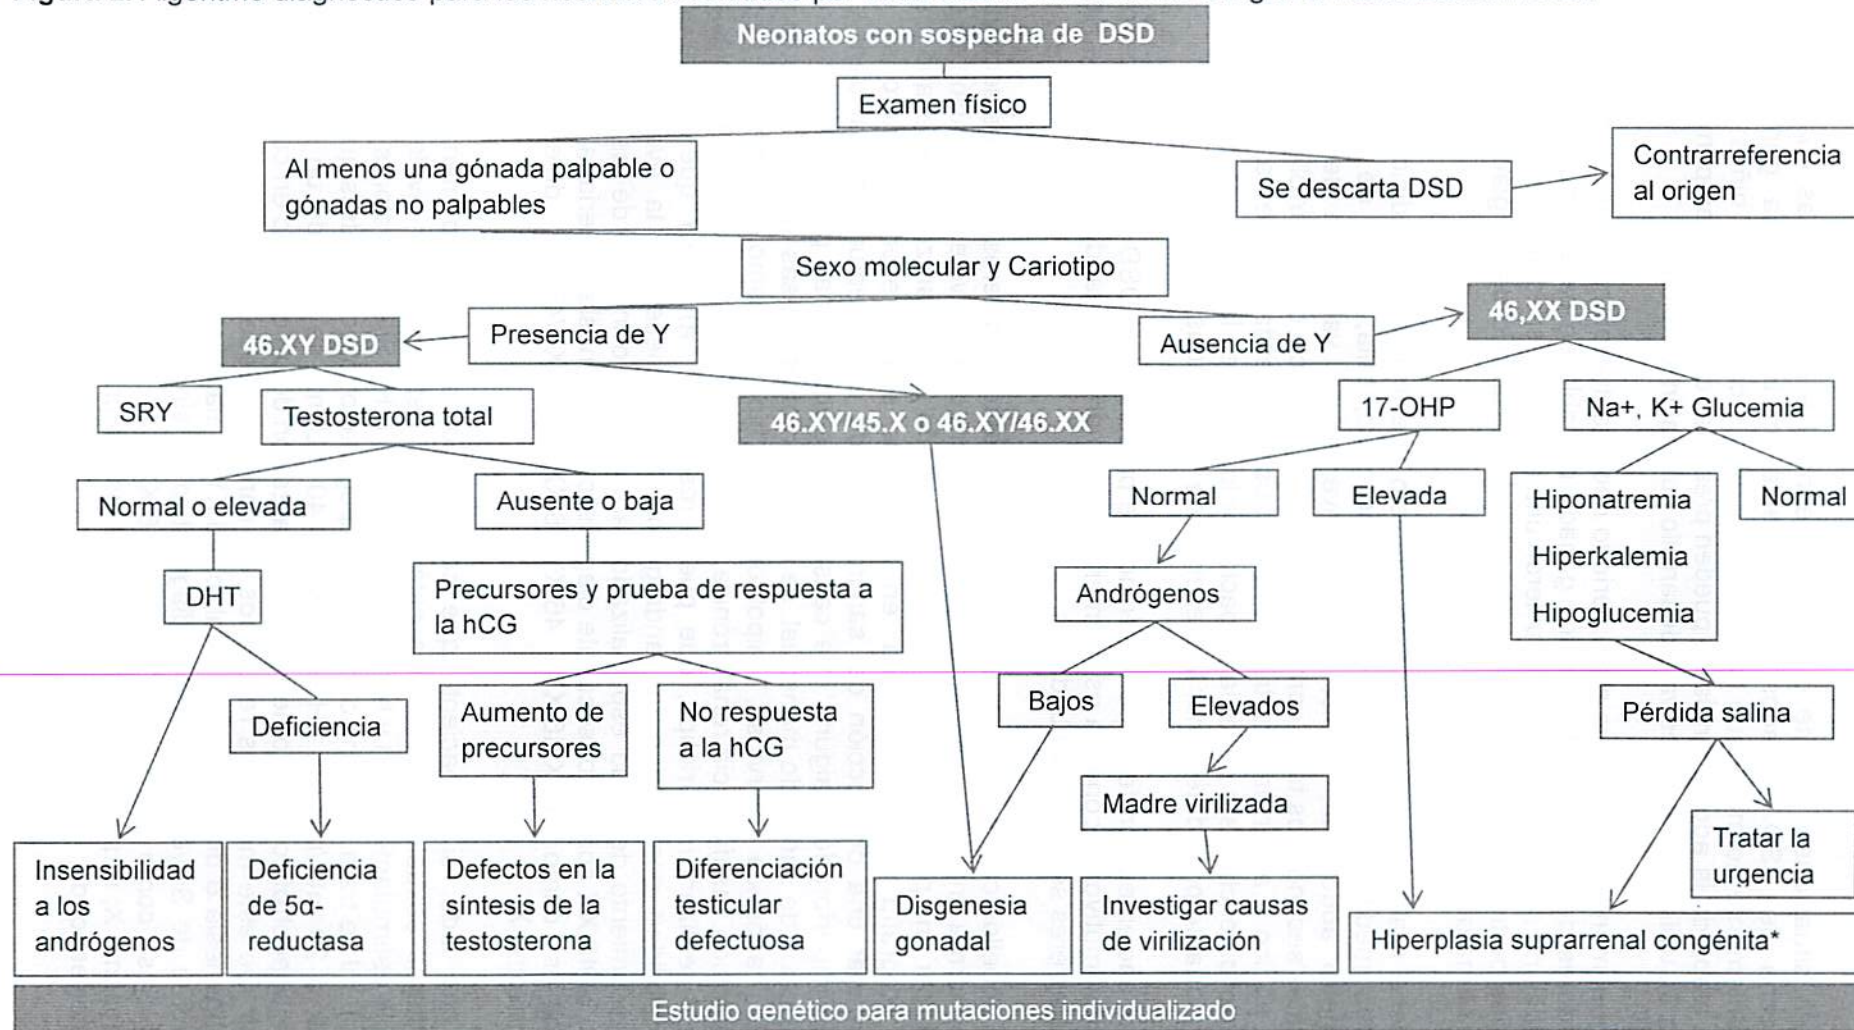 Neonatos con sospecha de DSD
Examen físico
Al menos una gónada palpable o
gónadas no palpables
Se descarta DSD
Contrarreferencia
al origen
Sexo molecular y Cariotipo
46.XY DSD
Presencia de Y
Ausencia de Y
46,XX DSD
SRY
Testosterona total
46.XY/45.X o 46.XY/46.XX
17-OHP
Na+, K+ Glucemia
Normal o elevada
Ausente o baja
Normal
Elevada
Hiponatremia
Hiperkalemia
Hipoglucemia
Normal
DHT
Precursores y prueba de respuesta a
la hCG
Andrógenos
Deficiencia
Aumento de
precursores
No respuesta
a la hCG
Bajos
Elevados
Pérdida salina
Madre virilizada
Tratar la
urgencia
Insensibilidad
a los
andrógenos
Deficiencia
de 5α-
reductasa
Defectos en la
síntesis de la
testosterona
Diferenciación
testicular
defectuosa
Disgenesia
gonadal
Investigar causas
de virilización
Hiperplasia suprarrenal congénita*
Estudio genético para mutaciones individualizado